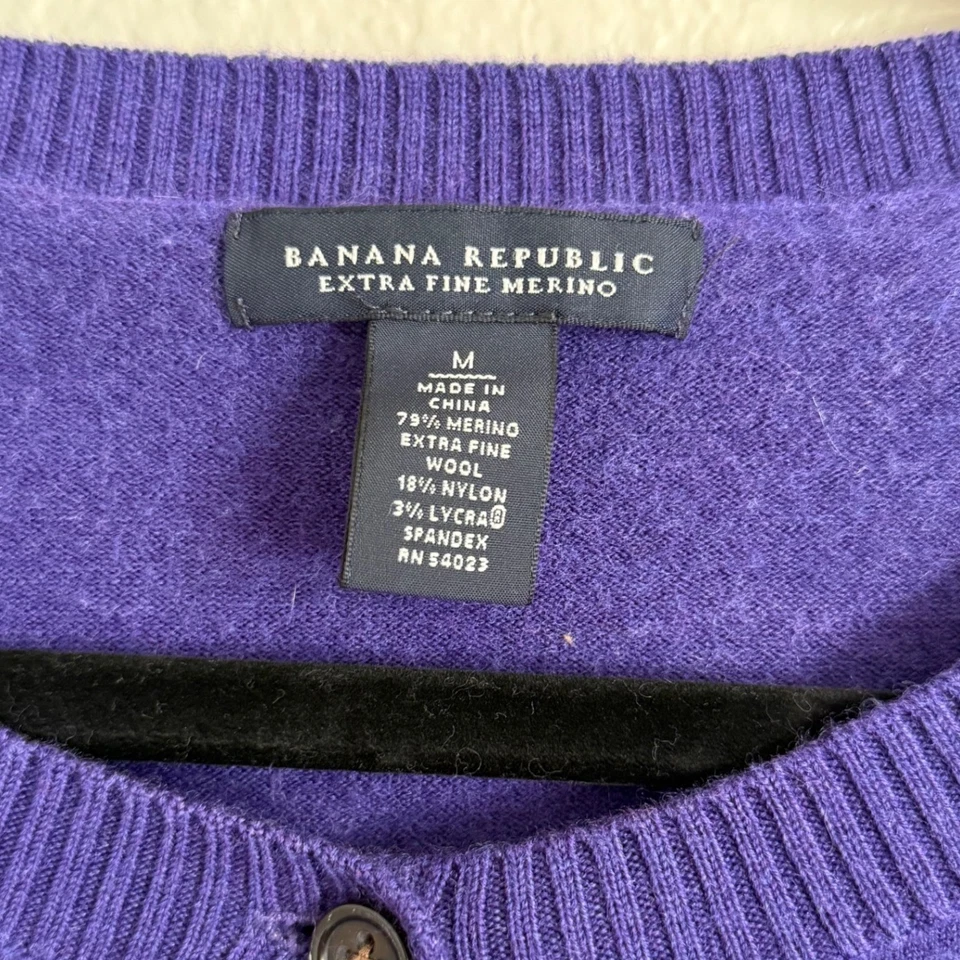 BANANA REPUBLIC
EXTRA FINE MERINO
M
MADE IN
CHINA
79% MERINO
EXTRA FINE
WOOL
18% NYLON
3% LYCRA®
SPANDEX
RN 54023